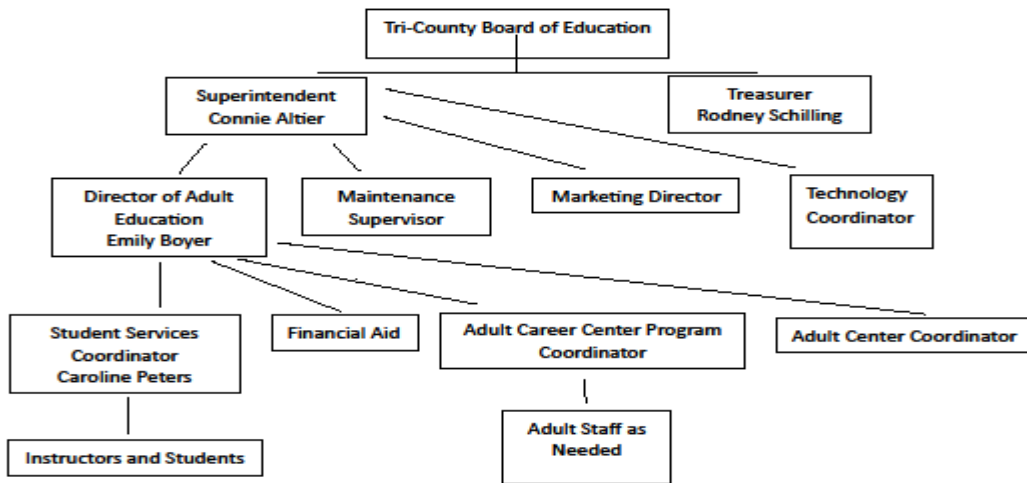 Tri-County Board of Education
Superintendent
Connie Altier
Treasurer
Rodney Schilling
Director of Adult
Education
Emily Boyer
Maintenance
Supervisor
Marketing Director
Technology
Coordinator
Student Services
Coordinator
Caroline Peters
Financial Aid
Adult Career Center Program
Coordinator
Adult Center Coordinator
Instructors and Students
Adult Staff as
Needed